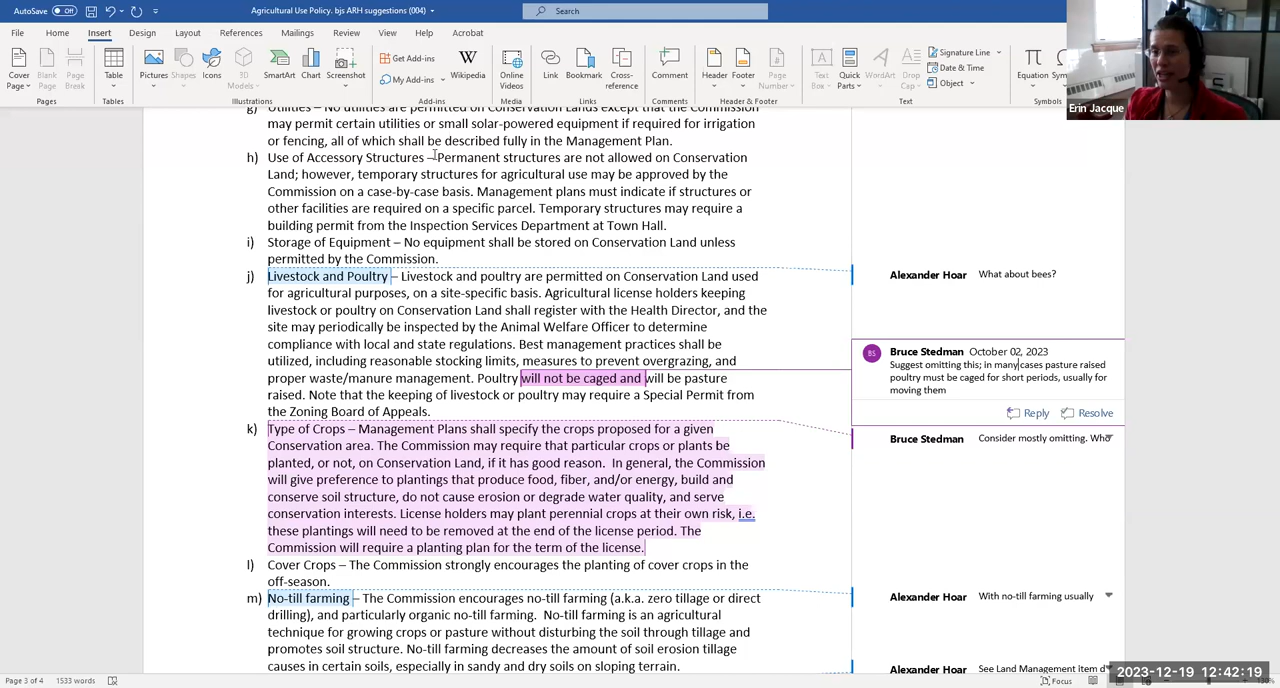 AutoSave Off
Agricultural Use Policy. bjs ARH suggestions (004)
Search
File Home Insert Design Layout References Mailings Review View Help Acrobat
Cover Page
Blank Page
Page Break
Pages
Table
Tables
Pictures
Shapes
Icons
3D Models
SmartArt
Chart
Screenshot
Illustrations
Get Add-ins
My Add-ins
Wikipedia
Add-ins
Online Videos
Media
Link
Bookmark
Cross-reference
Links
Comment
Comments
Header
Footer
Page Number
Header & Footer
Text Box
Quick Parts
WordArt
Drop Cap
Signature Line
Date & Time
Object
Text
Equation
Symbols
Erin Jacque
g) Utilities – No utilities are permitted on Conservation Lands except that the Commission
may permit certain utilities or small solar-powered equipment if required for irrigation
or fencing, all of which shall be described fully in the Management Plan.
h) Use of Accessory Structures – Permanent structures are not allowed on Conservation
Land; however, temporary structures for agricultural use may be approved by the
Commission on a case-by-case basis. Management plans must indicate if structures or
other facilities are required on a specific parcel. Temporary structures may require a
building permit from the Inspection Services Department at Town Hall.
i) Storage of Equipment – No equipment shall be stored on Conservation Land unless
permitted by the Commission.
j) Livestock and Poultry – Livestock and poultry are permitted on Conservation Land used
for agricultural purposes, on a site-specific basis. Agricultural license holders keeping
livestock or poultry on Conservation Land shall register with the Health Director, and the
site may periodically be inspected by the Animal Welfare Officer to determine
compliance with local and state regulations. Best management practices shall be
utilized, including reasonable stocking limits, measures to prevent overgrazing, and
proper waste/manure management. Poultry will not be caged and will be pasture
raised. Note that the keeping of livestock or poultry may require a Special Permit from
the Zoning Board of Appeals.
k) Type of Crops – Management Plans shall specify the crops proposed for a given
Conservation area. The Commission may require that particular crops or plants be
planted, or not, on Conservation Land, if it has good reason. In general, the Commission
will give preference to plantings that produce food, fiber, and/or energy, build and
conserve soil structure, do not cause erosion or degrade water quality, and serve
conservation interests. License holders may plant perennial crops at their own risk, i.e.
these plantings will need to be removed at the end of the license period. The
Commission will require a planting plan for the term of the license.
l) Cover Crops – The Commission strongly encourages the planting of cover crops in the
off-season.
m) No-till farming – The Commission encourages no-till farming (a.k.a. zero tillage or direct
drilling), and particularly organic no-till farming. No-till farming is an agricultural
technique for growing crops or pasture without disturbing the soil through tillage and
promotes soil structure. No-till farming decreases the amount of soil erosion tillage
causes in certain soils, especially in sandy and dry soils on sloping terrain.
Alexander Hoar What about bees?
BS
Bruce Stedman October 02, 2023
Suggest omitting this; in many cases pasture raised
poultry must be caged for short periods, usually for
moving them
Reply Resolve
Bruce Stedman Consider mostly omitting.
Alexander Hoar With no-till farming usually
Alexander Hoar See Land Management item
2023-12-19 12:42:19
Page 3 of 4 1533 words
Focus